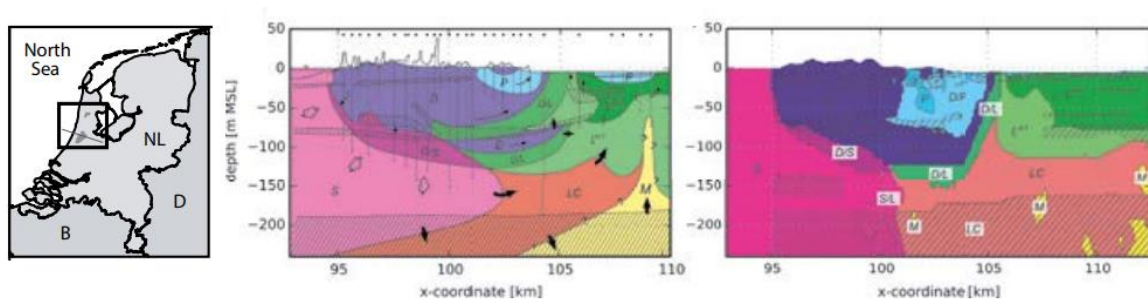 North
Sea
NL
D
B
depth [m MSL]
50
0
−50
−100
−150
−200
D
P
P
D/L
D/L
D/S
S
LC
M
95
100
105
110
x-coordinate [km]
50
0
−50
−100
−150
−200
D/P
D/L
D/S
D/L
S/L
LC
M
M
M
95
100
105
110
x-coordinate [km]